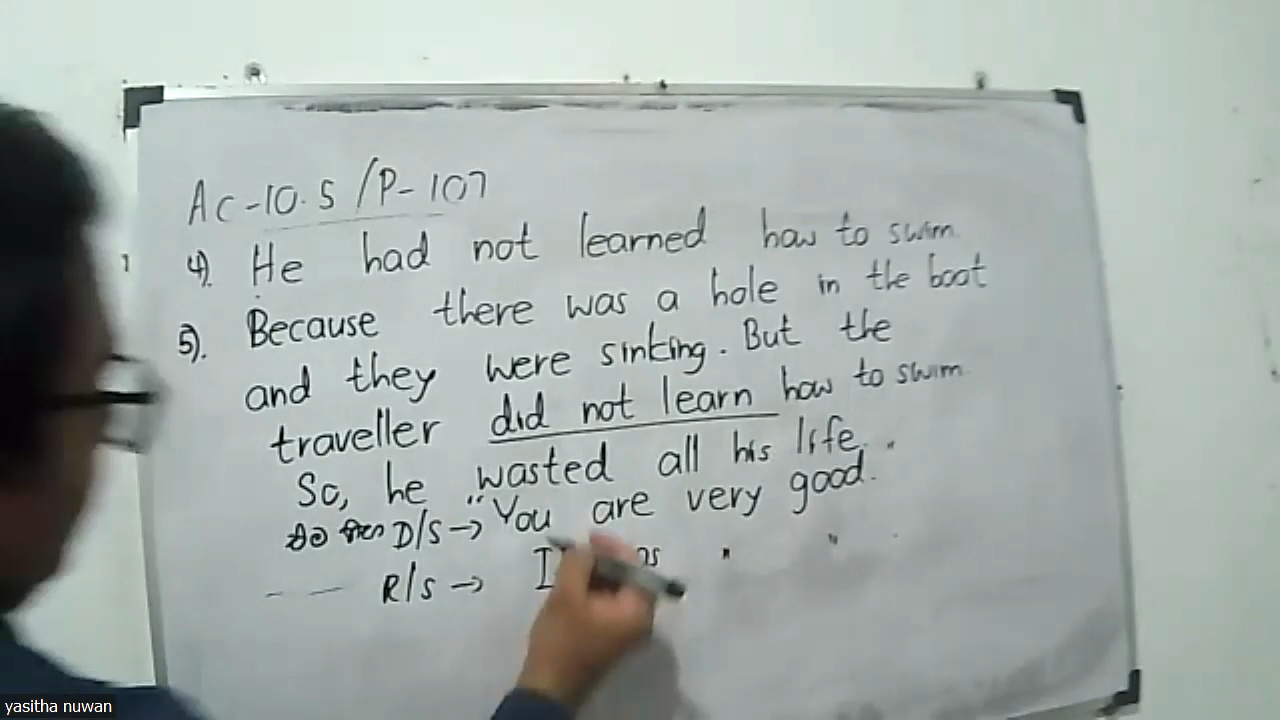 Ac-10.5 /P-107
4). He had not learned how to swim.
5). Because there was a hole in the boat
and they were sinking. But the
traveller did not learn how to swim.
So, he wasted all his life.
D/S → "You are very good."
R/S → I " "
yasitha nuwan